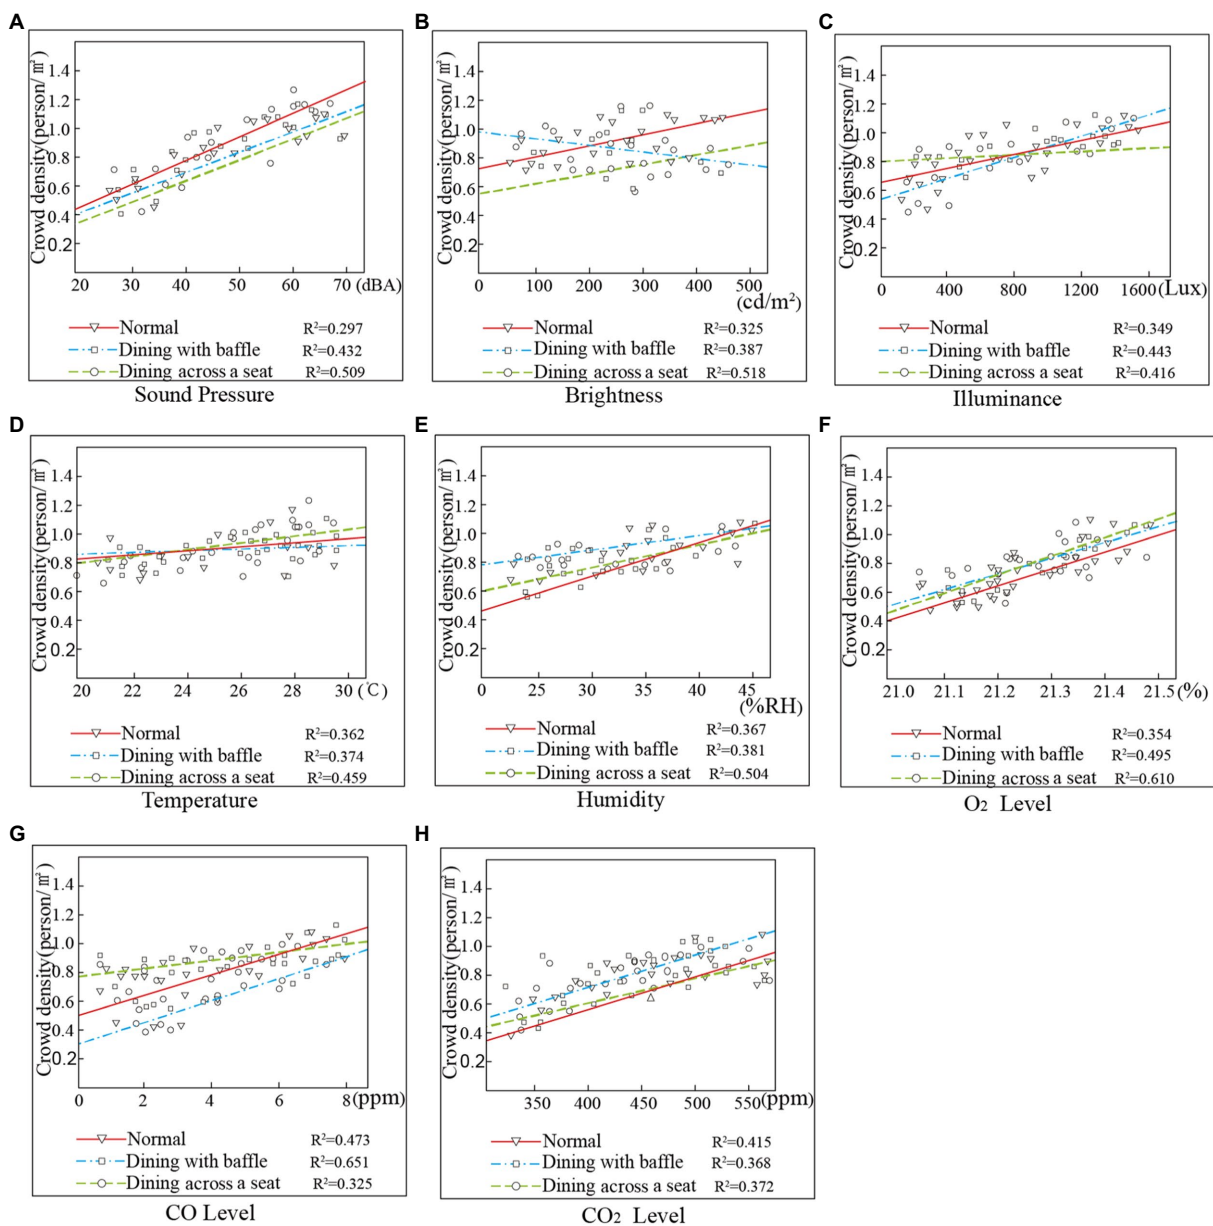 A
Crowd density(person/㎡)
1.4
1.2
1.0
0.8
0.6
0.4
0.2
20 30 40 50 60 70 (dBA)
Normal R²=0.297
Dining with baffle R²=0.432
Dining across a seat R²=0.509
Sound Pressure
B
Crowd density(person/㎡)
1.4
1.2
1.0
0.8
0.6
0.4
0.2
0 100 200 300 400 500
(cd/m²)
Normal R²=0.325
Dining with baffle R²=0.387
Dining across a seat R²=0.518
Brightness
C
Crowd density(person/㎡)
1.4
1.2
1.0
0.8
0.6
0.4
0.2
0 400 800 1200 1600(Lux)
Normal R²=0.349
Dining with baffle R²=0.443
Dining across a seat R²=0.416
Illuminance
D
Crowd density(person/㎡)
1.4
1.2
1.0
0.8
0.6
0.4
0.2
20 22 24 26 28 30 (℃)
Normal R²=0.362
Dining with baffle R²=0.374
Dining across a seat R²=0.459
Temperature
E
Crowd density(person/㎡)
1.4
1.2
1.0
0.8
0.6
0.4
0.2
0 25 30 35 40 45
(%RH)
Normal R²=0.367
Dining with baffle R²=0.381
Dining across a seat R²=0.504
Humidity
F
Crowd density(person/㎡)
1.4
1.2
1.0
0.8
0.6
0.4
0.2
21.0 21.1 21.2 21.3 21.4 21.5 (%)
Normal R²=0.354
Dining with baffle R²=0.495
Dining across a seat R²=0.610
O2 Level
G
Crowd density(person/㎡)
1.4
1.2
1.0
0.8
0.6
0.4
0.2
0 2 4 6 8(ppm)
Normal R²=0.473
Dining with baffle R²=0.651
Dining across a seat R²=0.325
CO Level
H
Crowd density(person/㎡)
1.4
1.2
1.0
0.8
0.6
0.4
0.2
350 400 450 500 550(ppm)
Normal R²=0.415
Dining with baffle R²=0.368
Dining across a seat R²=0.372
CO2 Level